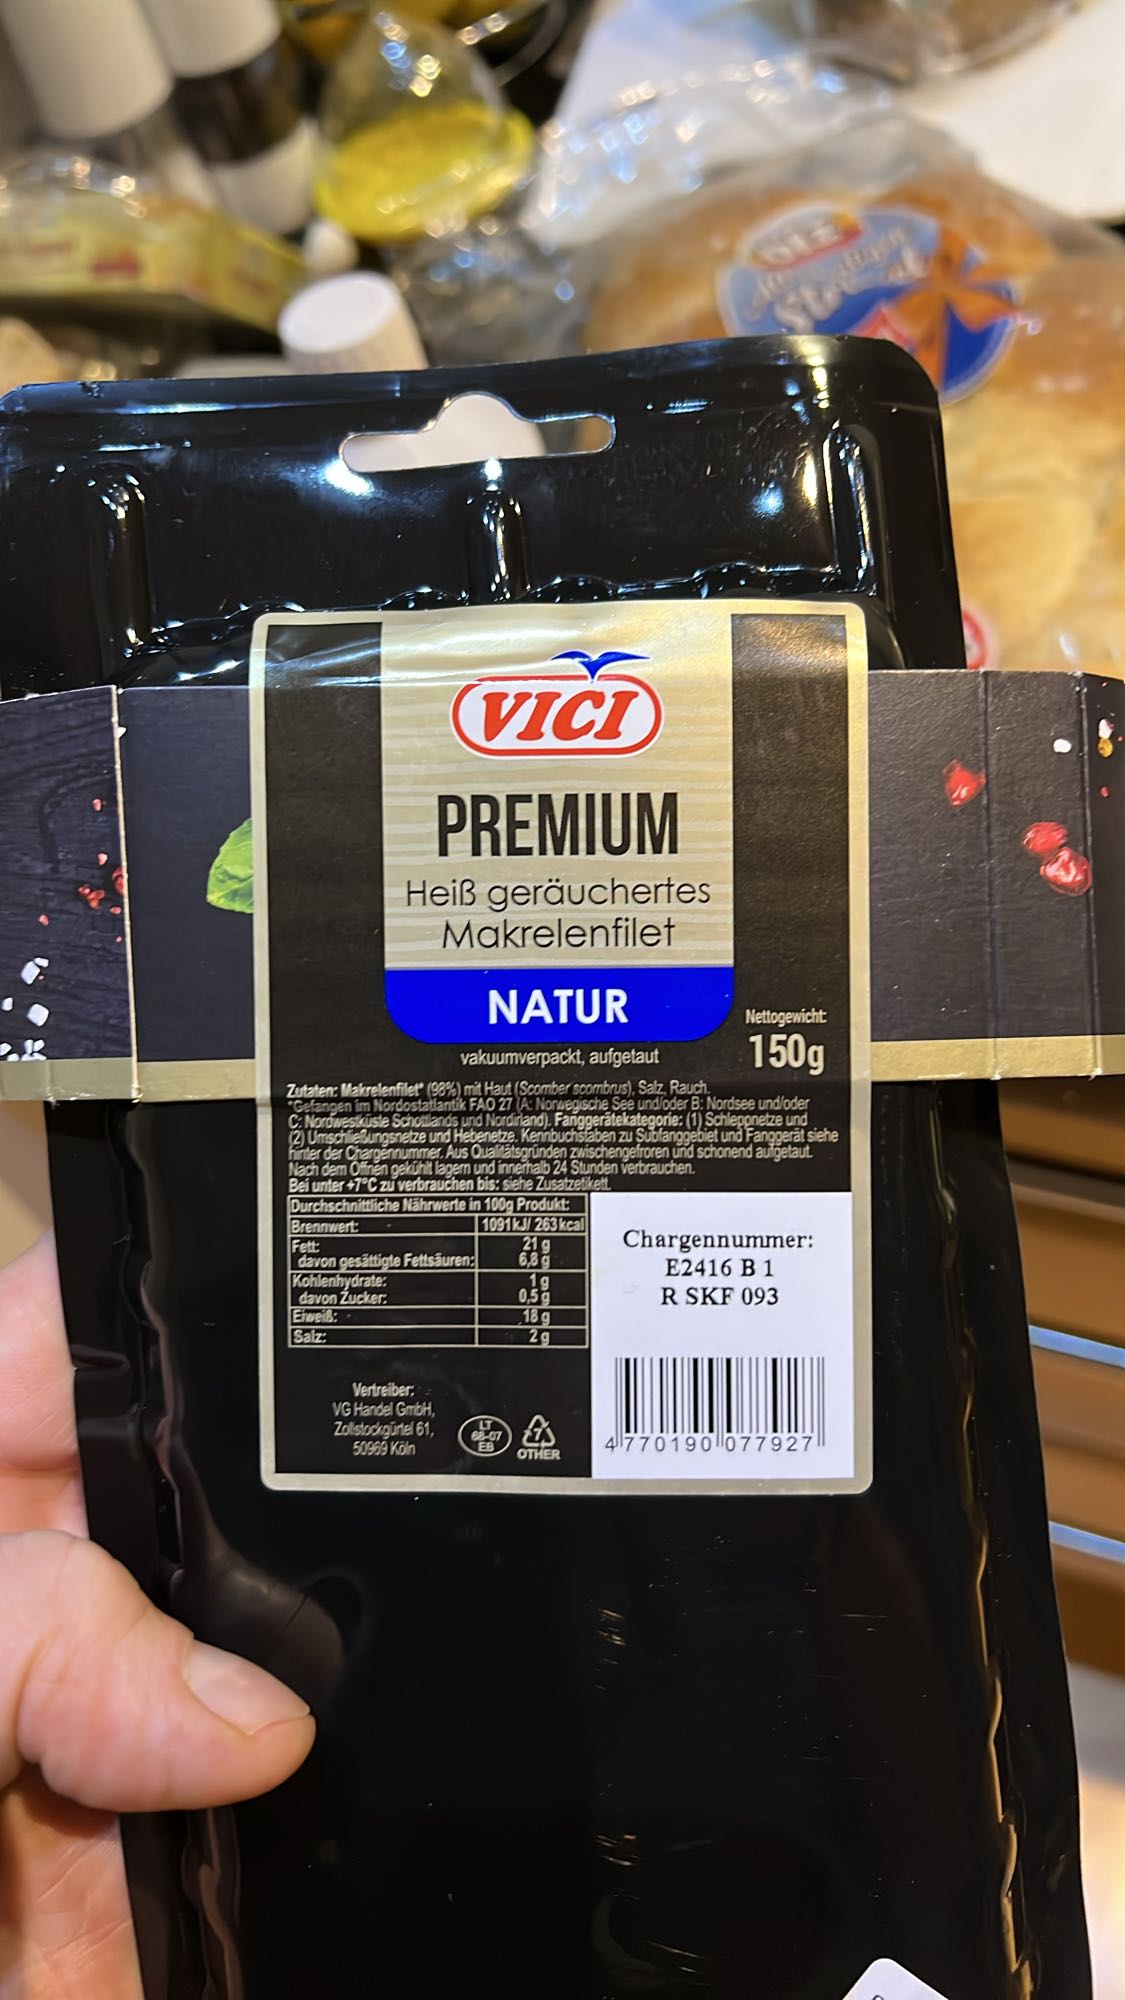 VICI
PREMIUM
Heiß geräuchertes
Makrelenfilet
NATUR
vakuumverpackt, aufgetaut
Nettogewicht:
150g
Zutaten: Makrelenfilet* (98%) mit Haut (Scomber scombrus), Salz, Rauch.
*Gefangen im Nordostatlantik FAO 27 (A: Norwegische See und/oder B: Nordsee und/oder
C: Nordwestküste Schottlands und Nordirland). Fanggerätekategorie: (1) Schleppnetze und
(2) Umschließungsnetze und Hebenetze. Kennbuchstaben zu Subfanggebiet und Fanggerät siehe
hinter der Chargennummer. Aus Qualitätsgründen zwischengefroren und schonend aufgetaut.
Nach dem Öffnen gekühlt lagern und innerhalb 24 Stunden verbrauchen.
Bei unter +7°C zu verbrauchen bis: siehe Zusatzetikett.
Durchschnittliche Nährwerte in 100g Produkt:
Brennwert: 1091kJ/ 263kcal
Fett: 21 g
davon gesättigte Fettsäuren: 6,8 g
Kohlenhydrate: 1 g
davon Zucker: 0,5 g
Eiweiß: 18 g
Salz: 2 g
Chargennummer:
E2416 B 1
R SKF 093
4 770190 077927
Vertreiber:
VG Handel GmbH,
Zollstockgürtel 61,
50969 Köln
LT
68-07
EB
7
OTHER